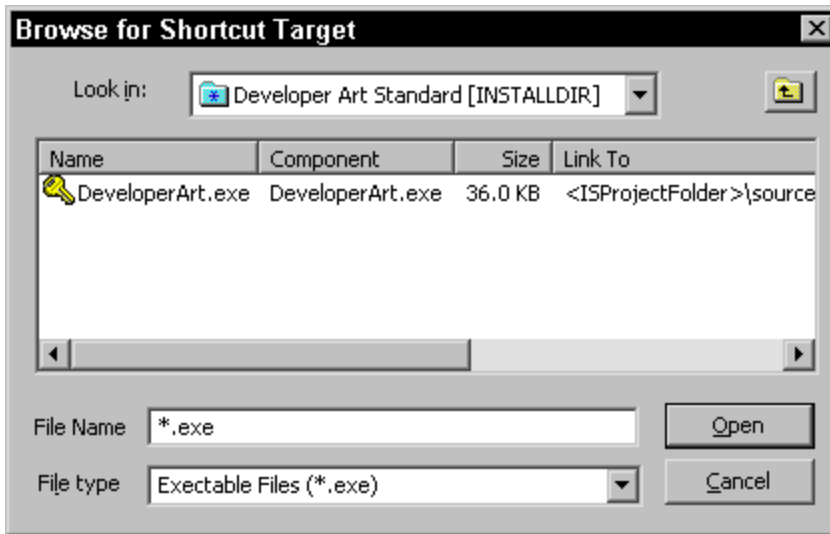 Browse for Shortcut Target
Look in: Developer Art Standard [INSTALLDIR]
Name Component Size Link To
DeveloperArt.exe DeveloperArt.exe 36.0 KB <ISProjectFolder>\source
File Name *.exe Open
File type Exectable Files (*.exe) Cancel